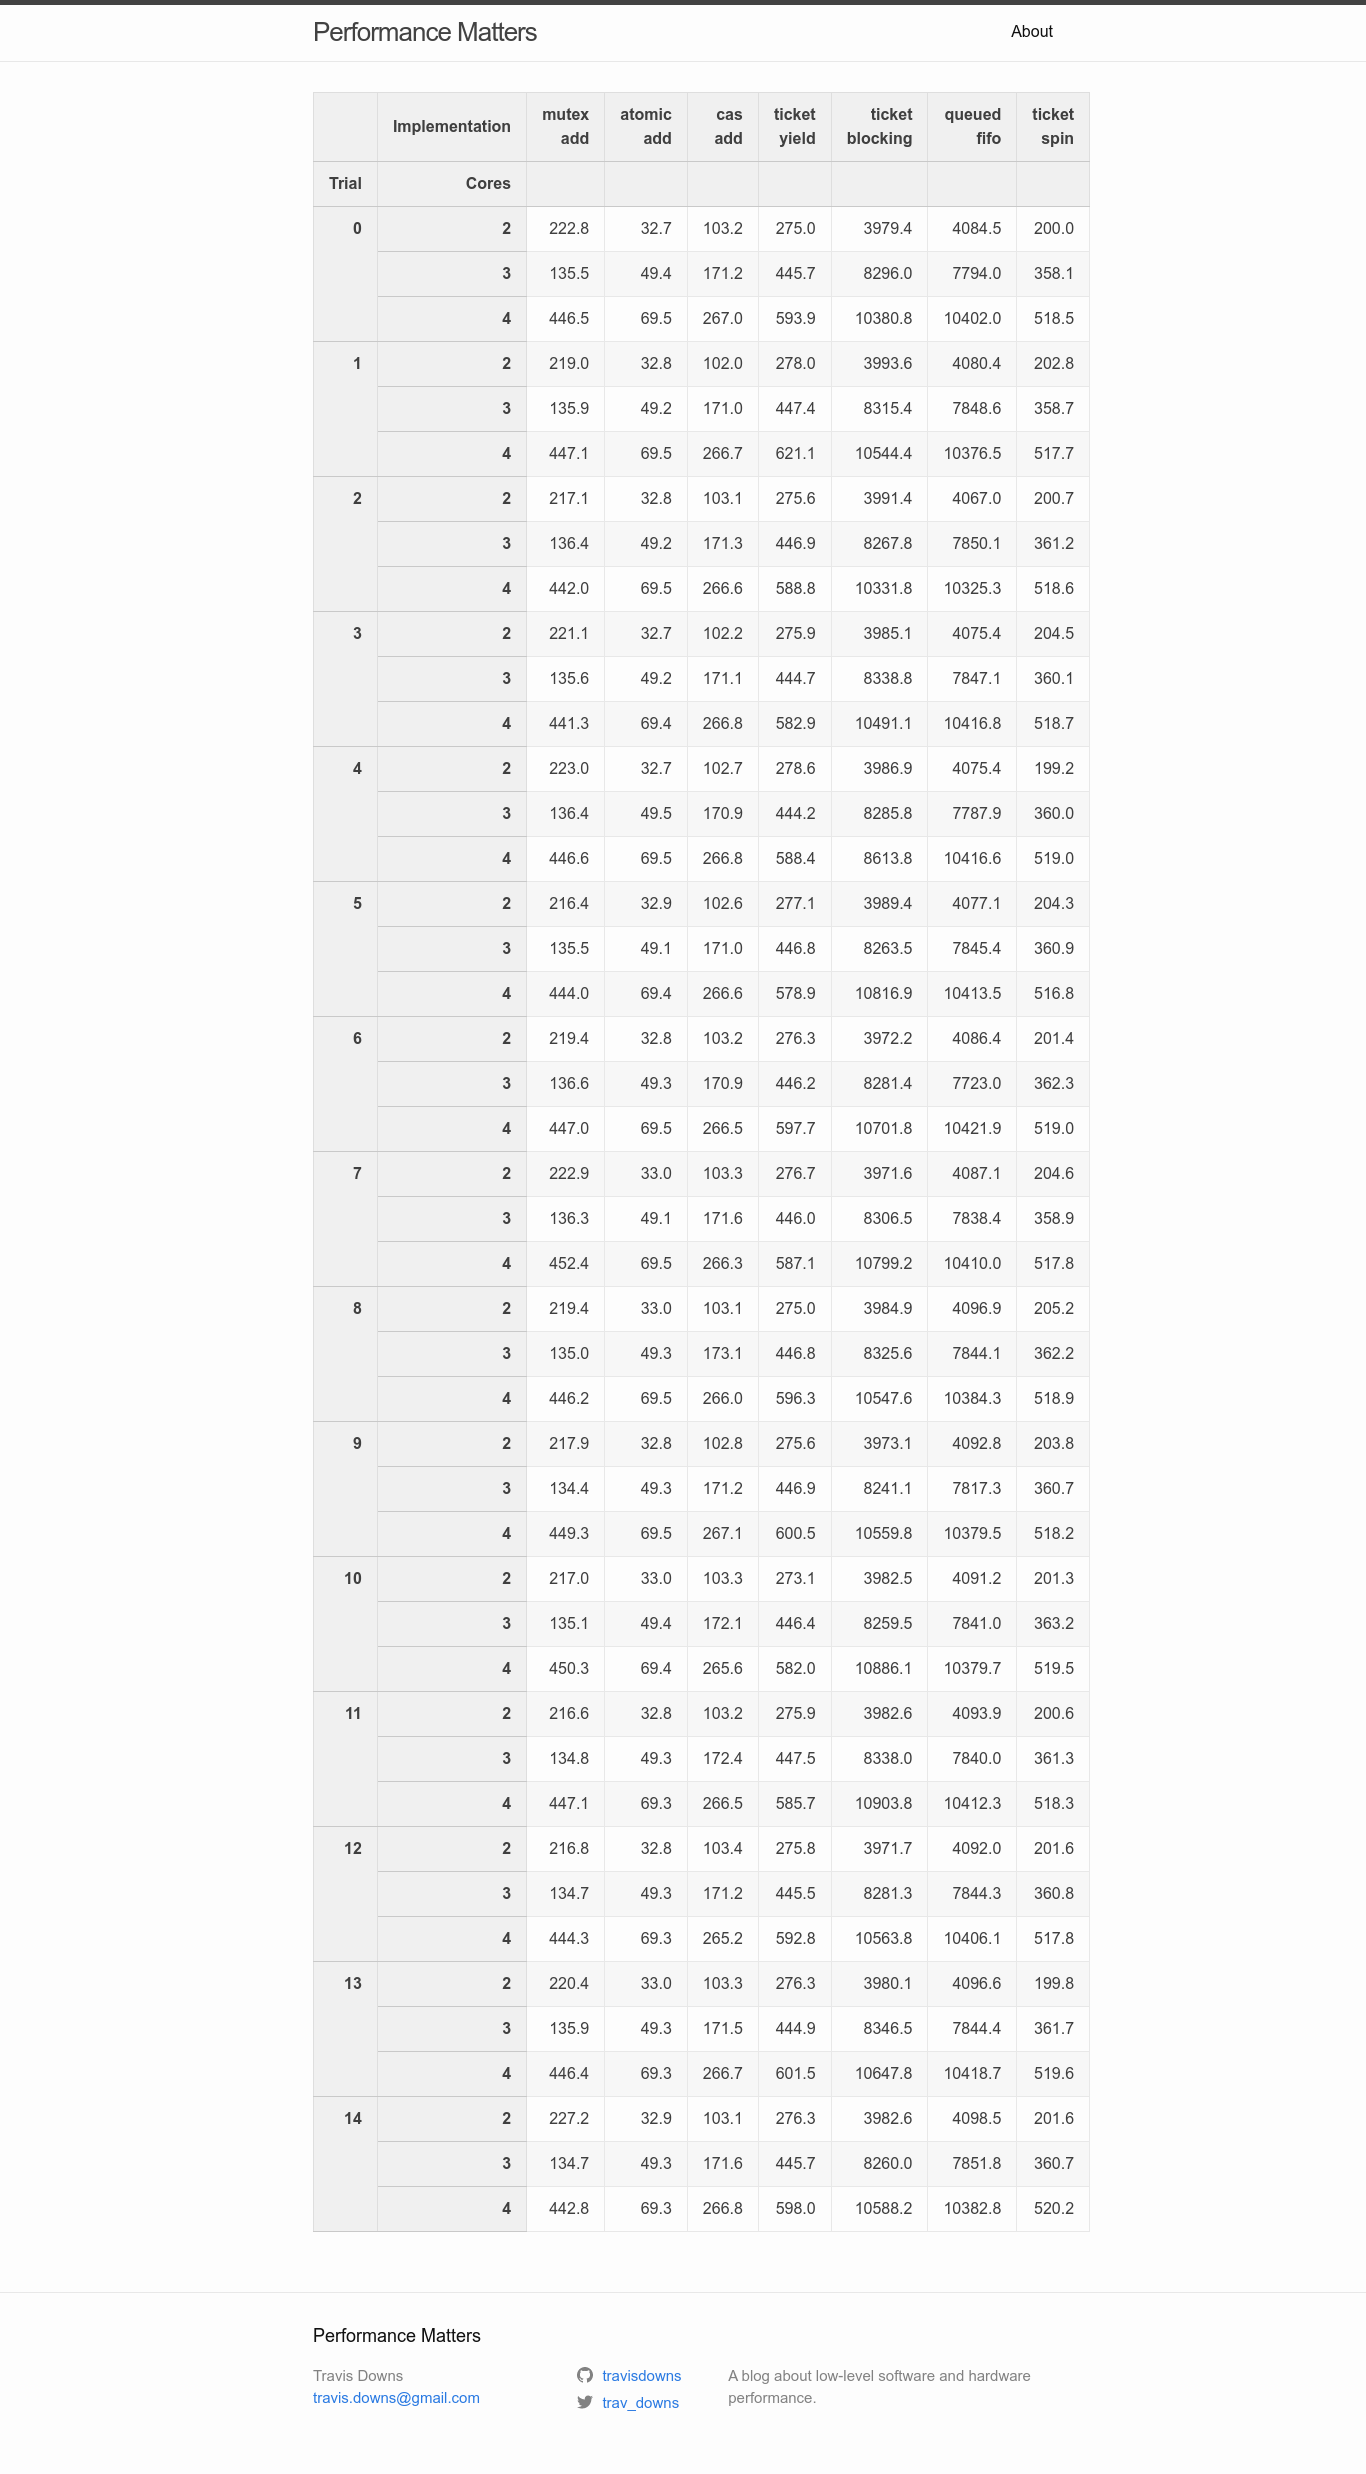 Performance Matters About
Implementation mutex add atomic add cas add ticket yield ticket blocking queued fifo ticket spin
Trial Cores
0 2 222.8 32.7 103.2 275.0 3979.4 4084.5 200.0
3 135.5 49.4 171.2 445.7 8296.0 7794.0 358.1
4 446.5 69.5 267.0 593.9 10380.8 10402.0 518.5
1 2 219.0 32.8 102.0 278.0 3993.6 4080.4 202.8
3 135.9 49.2 171.0 447.4 8315.4 7848.6 358.7
4 447.1 69.5 266.7 621.1 10544.4 10376.5 517.7
2 2 217.1 32.8 103.1 275.6 3991.4 4067.0 200.7
3 136.4 49.2 171.3 446.9 8267.8 7850.1 361.2
4 442.0 69.5 266.6 588.8 10331.8 10325.3 518.6
3 2 221.1 32.7 102.2 275.9 3985.1 4075.4 204.5
3 135.6 49.2 171.1 444.7 8338.8 7847.1 360.1
4 441.3 69.4 266.8 582.9 10491.1 10416.8 518.7
4 2 223.0 32.7 102.7 278.6 3986.9 4075.4 199.2
3 136.4 49.5 170.9 444.2 8285.8 7787.9 360.0
4 446.6 69.5 266.8 588.4 8613.8 10416.6 519.0
5 2 216.4 32.9 102.6 277.1 3989.4 4077.1 204.3
3 135.5 49.1 171.0 446.8 8263.5 7845.4 360.9
4 444.0 69.4 266.6 578.9 10816.9 10413.5 516.8
6 2 219.4 32.8 103.2 276.3 3972.2 4086.4 201.4
3 136.6 49.3 170.9 446.2 8281.4 7723.0 362.3
4 447.0 69.5 266.5 597.7 10701.8 10421.9 519.0
7 2 222.9 33.0 103.3 276.7 3971.6 4087.1 204.6
3 136.3 49.1 171.6 446.0 8306.5 7838.4 358.9
4 452.4 69.5 266.3 587.1 10799.2 10410.0 517.8
8 2 219.4 33.0 103.1 275.0 3984.9 4096.9 205.2
3 135.0 49.3 173.1 446.8 8325.6 7844.1 362.2
4 446.2 69.5 266.0 596.3 10547.6 10384.3 518.9
9 2 217.9 32.8 102.8 275.6 3973.1 4092.8 203.8
3 134.4 49.3 171.2 446.9 8241.1 7817.3 360.7
4 449.3 69.5 267.1 600.5 10559.8 10379.5 518.2
10 2 217.0 33.0 103.3 273.1 3982.5 4091.2 201.3
3 135.1 49.4 172.1 446.4 8259.5 7841.0 363.2
4 450.3 69.4 265.6 582.0 10886.1 10379.7 519.5
11 2 216.6 32.8 103.2 275.9 3982.6 4093.9 200.6
3 134.8 49.3 172.4 447.5 8338.0 7840.0 361.3
4 447.1 69.3 266.5 585.7 10903.8 10412.3 518.3
12 2 216.8 32.8 103.4 275.8 3971.7 4092.0 201.6
3 134.7 49.3 171.2 445.5 8281.3 7844.3 360.8
4 444.3 69.3 265.2 592.8 10563.8 10406.1 517.8
13 2 220.4 33.0 103.3 276.3 3980.1 4096.6 199.8
3 135.9 49.3 171.5 444.9 8346.5 7844.4 361.7
4 446.4 69.3 266.7 601.5 10647.8 10418.7 519.6
14 2 227.2 32.9 103.1 276.3 3982.6 4098.5 201.6
3 134.7 49.3 171.6 445.7 8260.0 7851.8 360.7
4 442.8 69.3 266.8 598.0 10588.2 10382.8 520.2
Performance Matters
Travis Downs
travis.downs@gmail.com
travisdowns
trav_downs
A blog about low-level software and hardware
performance.